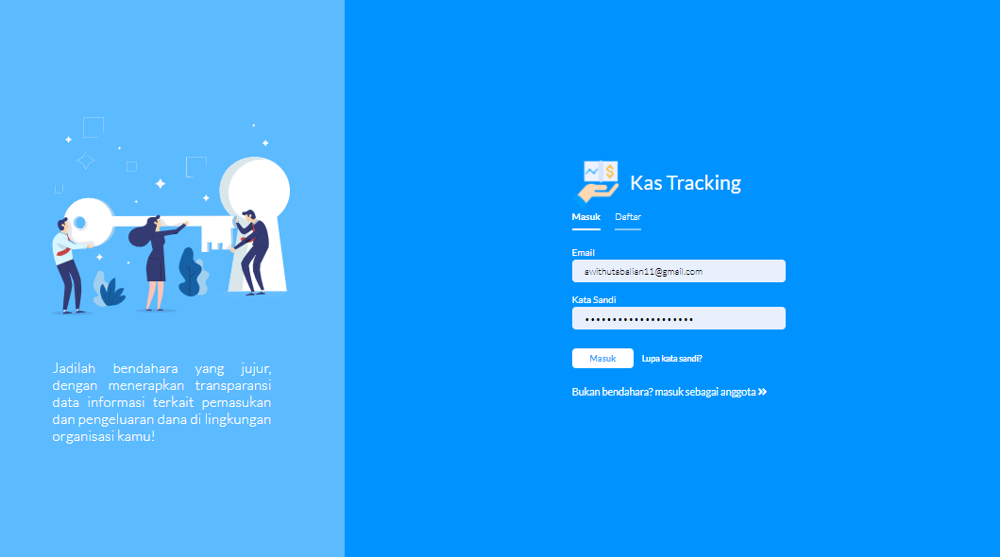 Jadilah bendahara yang jujur,
dengan menerapkan transparansi
data informasi terkait pemasukan
dan pengeluaran dana di lingkungan
organisasi kamu!
Kas Tracking
Masuk Daftar
Email
awithutabalian11@gmail.com
Kata Sandi
••••••••••••••••••••
Masuk Lupa kata sandi?
Bukan bendahara? masuk sebagai anggota »